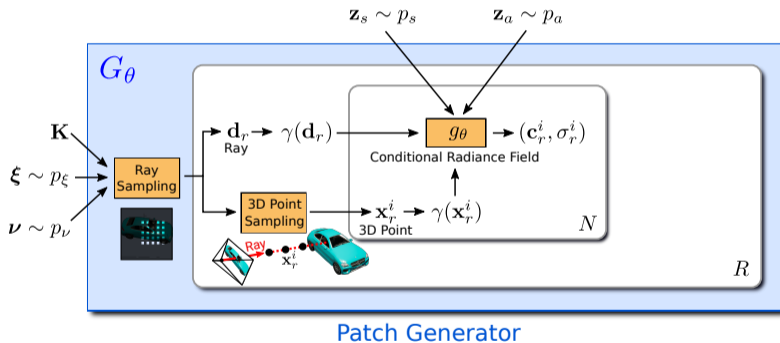 z_s ∼ p_s
z_a ∼ p_a
G_θ
K
ξ ∼ p_ξ
ν ∼ p_ν
Ray
Sampling
d_r → γ(d_r)
Ray
g_θ
(c_r^i, σ_r^i)
Conditional Radiance Field
3D Point
Sampling
x_r^i → γ(x_r^i)
3D Point
Ray
x_r^i
N
R
Patch Generator